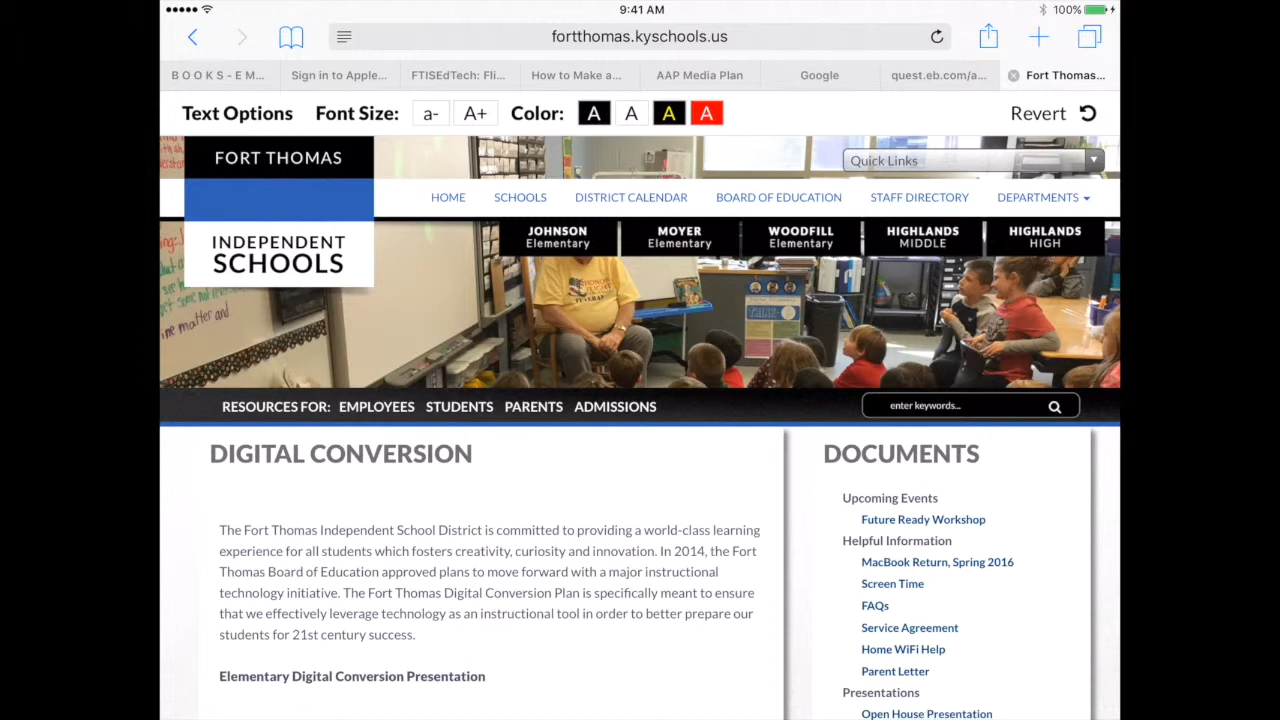 9:41 AM
100%
fortthomas.kyschools.us
B O O K S - E M...
Sign in to Apple...
FTISEdTech: Fli...
How to Make a...
AAP Media Plan
Google
quest.eb.com/a...
Fort Thomas...
Text Options Font Size: a- A+ Color: A A A A Revert
FORT THOMAS
Quick Links
HOME SCHOOLS DISTRICT CALENDAR BOARD OF EDUCATION STAFF DIRECTORY DEPARTMENTS
INDEPENDENT
SCHOOLS
JOHNSON
Elementary
MOYER
Elementary
WOODFILL
Elementary
HIGHLANDS
MIDDLE
HIGHLANDS
HIGH
me matter and
HONOR
FLIGHT
VETERAN
THINK
RESOURCES FOR: EMPLOYEES STUDENTS PARENTS ADMISSIONS
enter keywords...
DIGITAL CONVERSION
The Fort Thomas Independent School District is committed to providing a world-class learning
experience for all students which fosters creativity, curiosity and innovation. In 2014, the Fort
Thomas Board of Education approved plans to move forward with a major instructional
technology initiative. The Fort Thomas Digital Conversion Plan is specifically meant to ensure
that we effectively leverage technology as an instructional tool in order to better prepare our
students for 21st century success.
Elementary Digital Conversion Presentation
DOCUMENTS
Upcoming Events
Future Ready Workshop
Helpful Information
MacBook Return, Spring 2016
Screen Time
FAQs
Service Agreement
Home WiFi Help
Parent Letter
Presentations
Open House Presentation